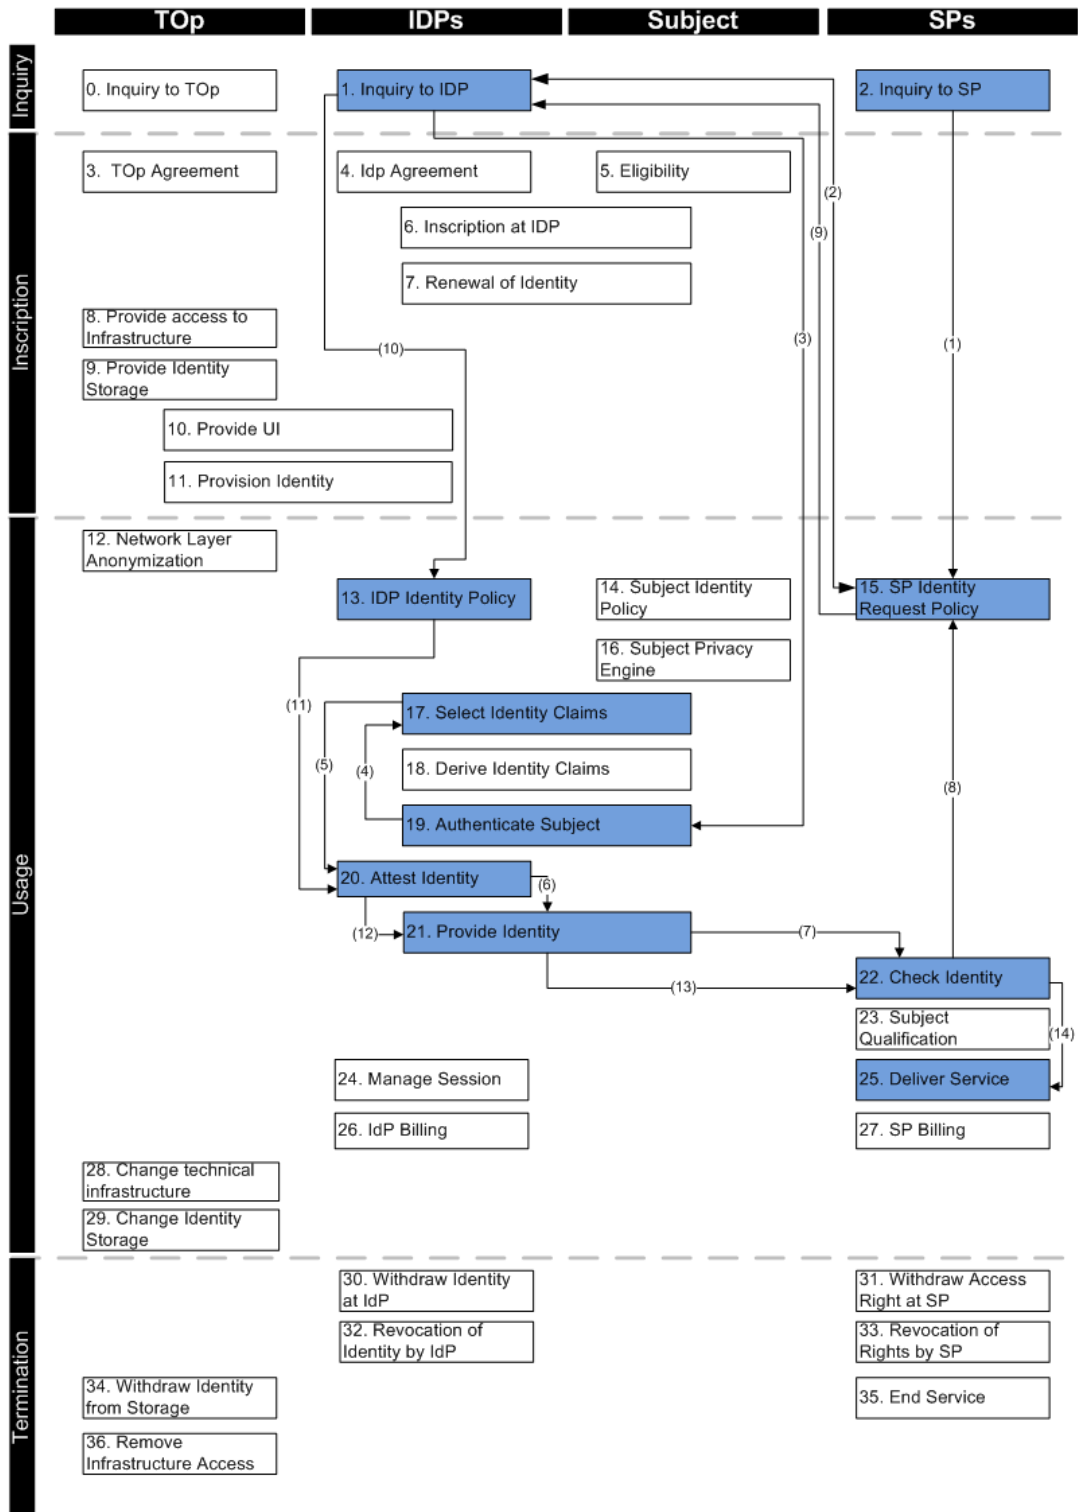 TOp
IDPs
Subject
SPs
Inquiry
0. Inquiry to TOp
1. Inquiry to IDP
2. Inquiry to SP
Inscription
3. TOp Agreement
4. Idp Agreement
5. Eligibility
(2)
6. Inscription at IDP
(9)
7. Renewal of Identity
8. Provide access to
Infrastructure
(10)
(3)
(1)
9. Provide Identity
Storage
10. Provide UI
11. Provision Identity
Usage
12. Network Layer
Anonymization
13. IDP Identity Policy
14. Subject Identity
Policy
15. SP Identity
Request Policy
16. Subject Privacy
Engine
(11)
17. Select Identity Claims
(5)
(4)
18. Derive Identity Claims
(8)
19. Authenticate Subject
20. Attest Identity
(6)
(12)
21. Provide Identity
(7)
22. Check Identity
(13)
23. Subject
Qualification
(14)
24. Manage Session
25. Deliver Service
26. IdP Billing
27. SP Billing
28. Change technical
infrastructure
29. Change Identity
Storage
Termination
30. Withdraw Identity
at IdP
31. Withdraw Access
Right at SP
32. Revocation of
Identity by IdP
33. Revocation of
Rights by SP
34. Withdraw Identity
from Storage
35. End Service
36. Remove
Infrastructure Access